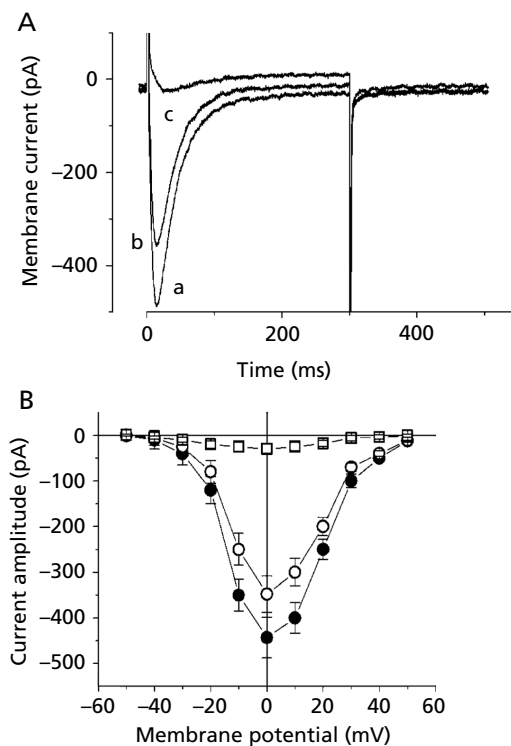 A
Membrane current (pA)
0
−200
−400
c
b
a
0
200
400
Time (ms)
B
Current amplitude (pA)
0
−100
−200
−300
−400
−500
−60
−40
−20
0
20
40
60
Membrane potential (mV)